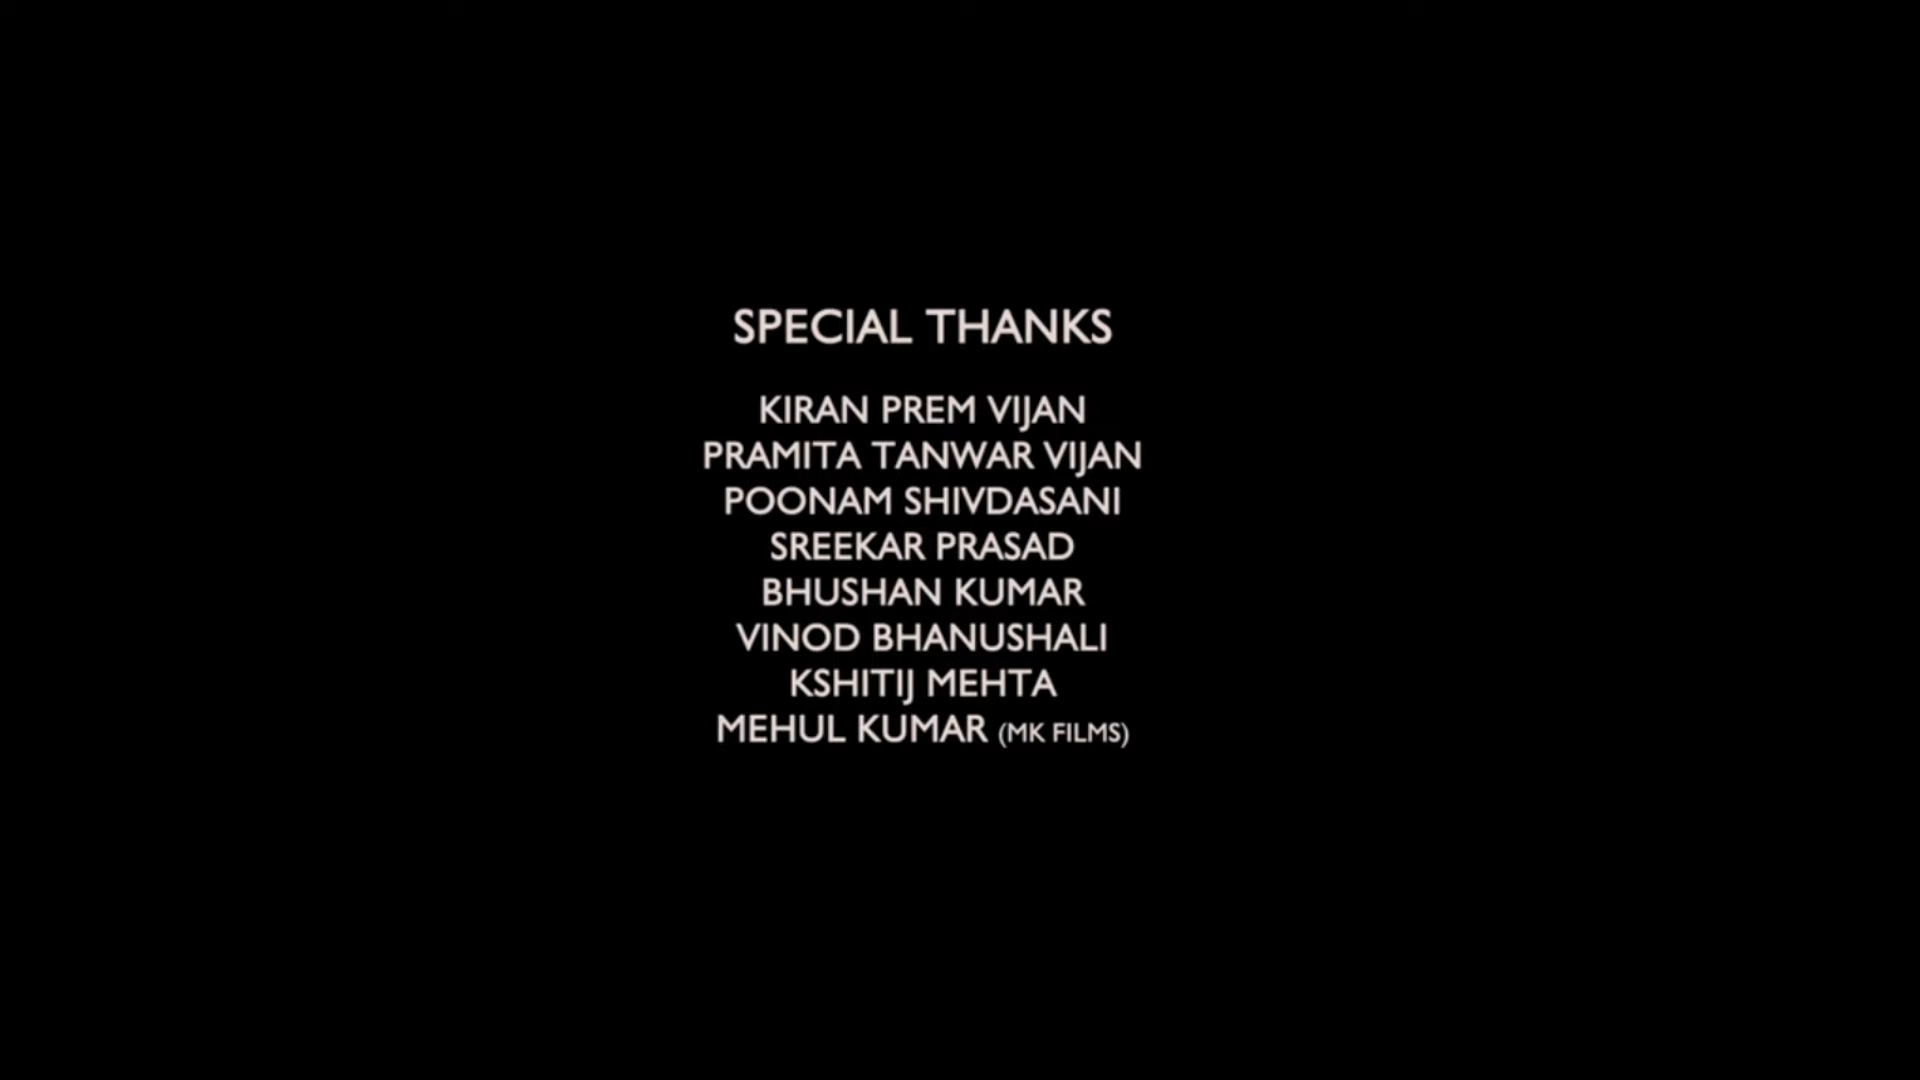 SPECIAL THANKS
KIRAN PREM VIJAN
PRAMITA TANWAR VIJAN
POONAM SHIVDASANI
SREEKAR PRASAD
BHUSHAN KUMAR
VINOD BHANUSHALI
KSHITIJ MEHTA
MEHUL KUMAR (MK FILMS)